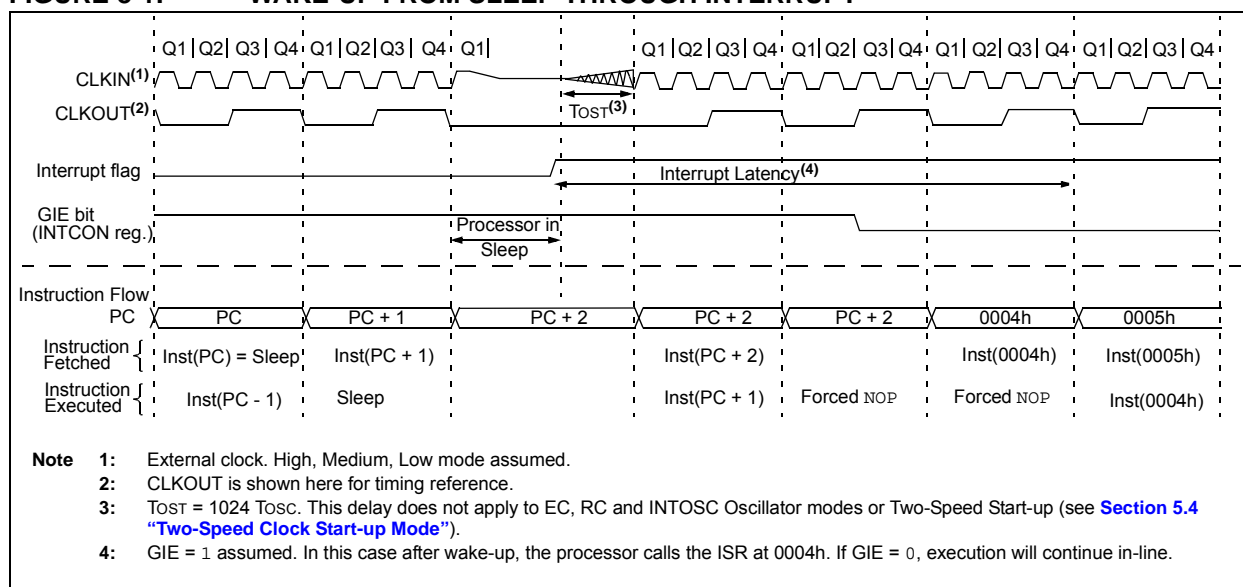 Q1 Q2 Q3 Q4 Q1 Q2 Q3 Q4 Q1 Q1 Q2 Q3 Q4 Q1 Q2 Q3 Q4 Q1 Q2 Q3 Q4 Q1 Q2 Q3 Q4
CLKIN(1)
CLKOUT(2)
TOST(3)
Interrupt flag
Interrupt Latency(4)
GIE bit
(INTCON reg.)
Processor in
Sleep
Instruction Flow
PC PC PC + 1 PC + 2 PC + 2 PC + 2 0004h 0005h
Instruction
Fetched
Inst(PC) = Sleep Inst(PC + 1) Inst(PC + 2) Inst(0004h) Inst(0005h)
Instruction
Executed
Inst(PC - 1) Sleep Inst(PC + 1) Forced NOP Forced NOP Inst(0004h)
Note 1: External clock. High, Medium, Low mode assumed.
2: CLKOUT is shown here for timing reference.
3: TOST = 1024 TOSC. This delay does not apply to EC, RC and INTOSC Oscillator modes or Two-Speed Start-up (see Section 5.4
“Two-Speed Clock Start-up Mode”).
4: GIE = 1 assumed. In this case after wake-up, the processor calls the ISR at 0004h. If GIE = 0, execution will continue in-line.